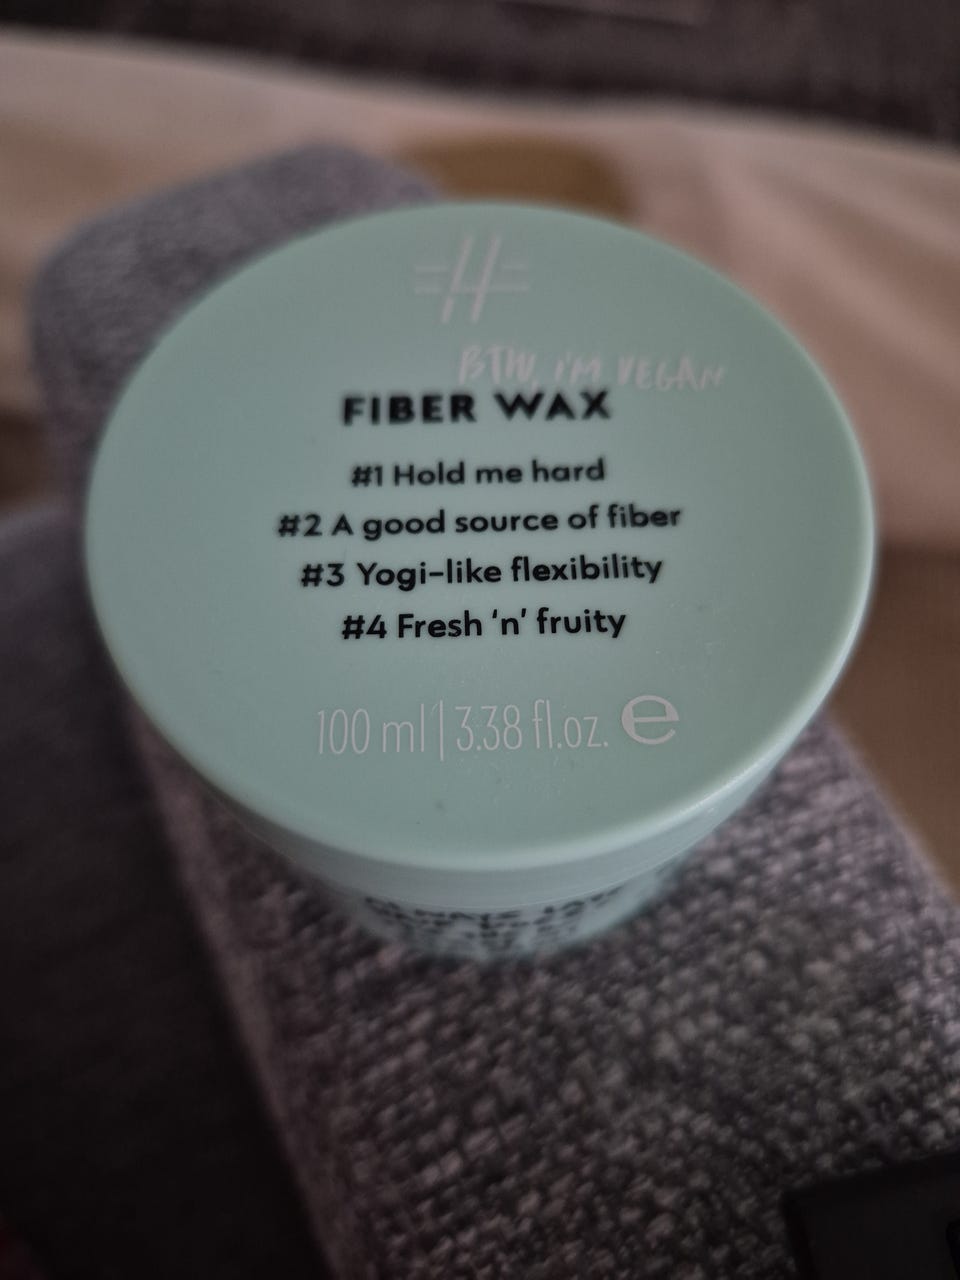 BTW, I'M VEGAN
FIBER WAX
#1 Hold me hard
#2 A good source of fiber
#3 Yogi-like flexibility
#4 Fresh 'n' fruity
100 ml | 3.38 fl.oz. e